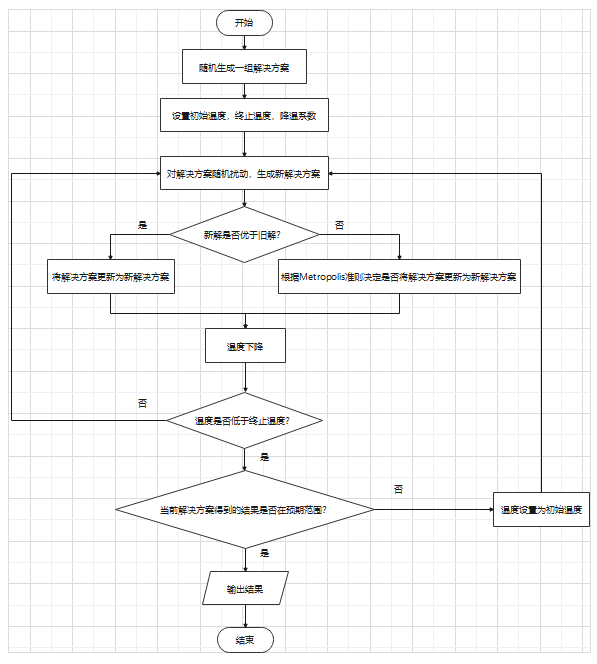 开始
随机生成一组解决方案
设置初始温度，终止温度，降温系数
对解决方案随机扰动，生成新解决方案
新解是否优于旧解？
是
否
将解决方案更新为新解决方案
根据Metropolis准则决定是否将解决方案更新为新解决方案
温度下降
否
温度是否低于终止温度？
是
当前解决方案得到的结果是否在预期范围？
否
温度设置为初始温度
是
输出结果
结束